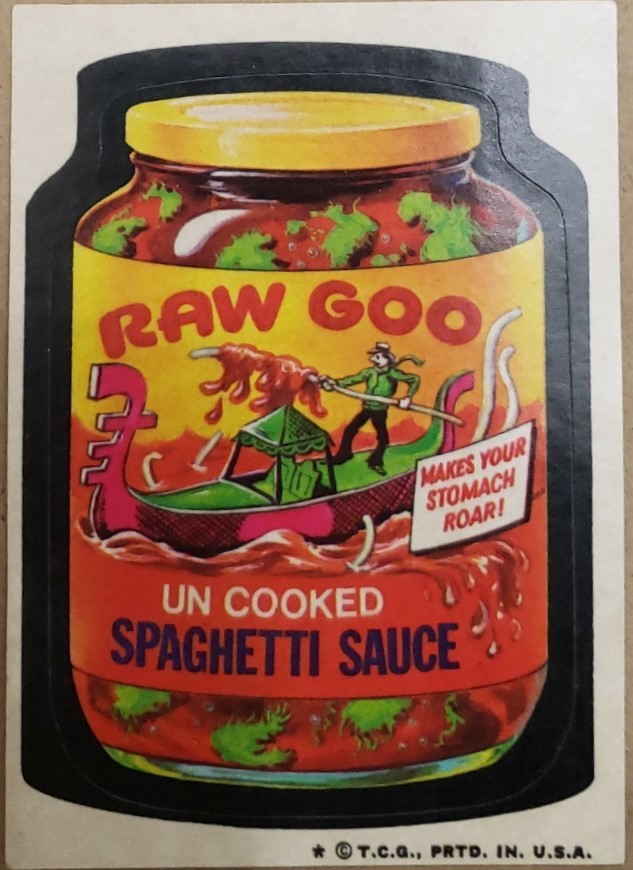 RAW GOO
MAKES YOUR
STOMACH
ROAR!
UN COOKED
SPAGHETTI SAUCE
* © T.C.G., PRTD. IN. U.S.A.